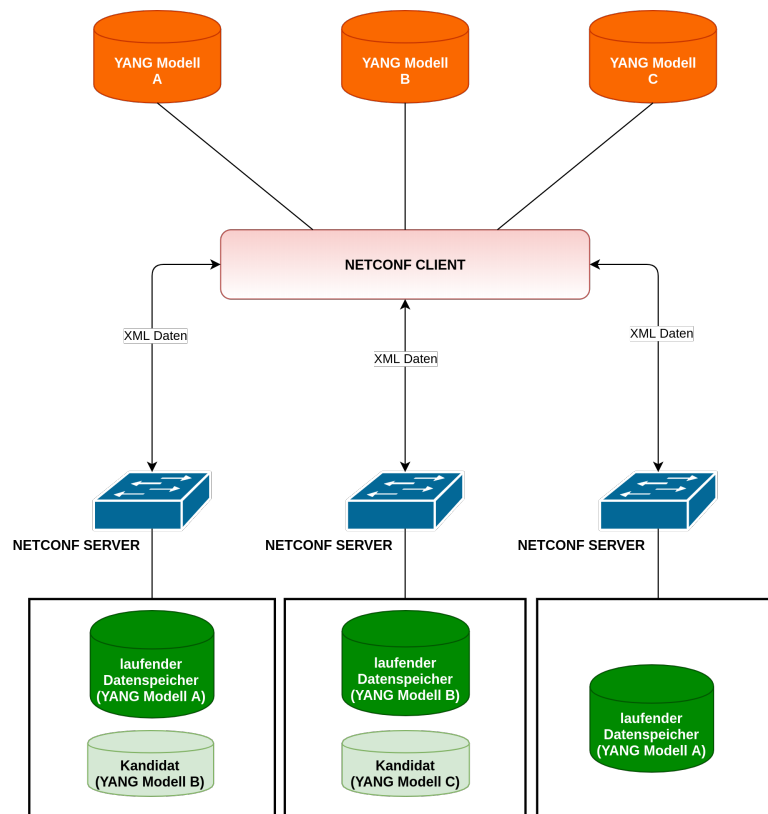 YANG Modell
A
YANG Modell
B
YANG Modell
C
NETCONF CLIENT
XML Daten
XML Daten
XML Daten
NETCONF SERVER
NETCONF SERVER
NETCONF SERVER
laufender
Datenspeicher
(YANG Modell A)
Kandidat
(YANG Modell B)
laufender
Datenspeicher
(YANG Modell B)
Kandidat
(YANG Modell C)
laufender
Datenspeicher
(YANG Modell A)